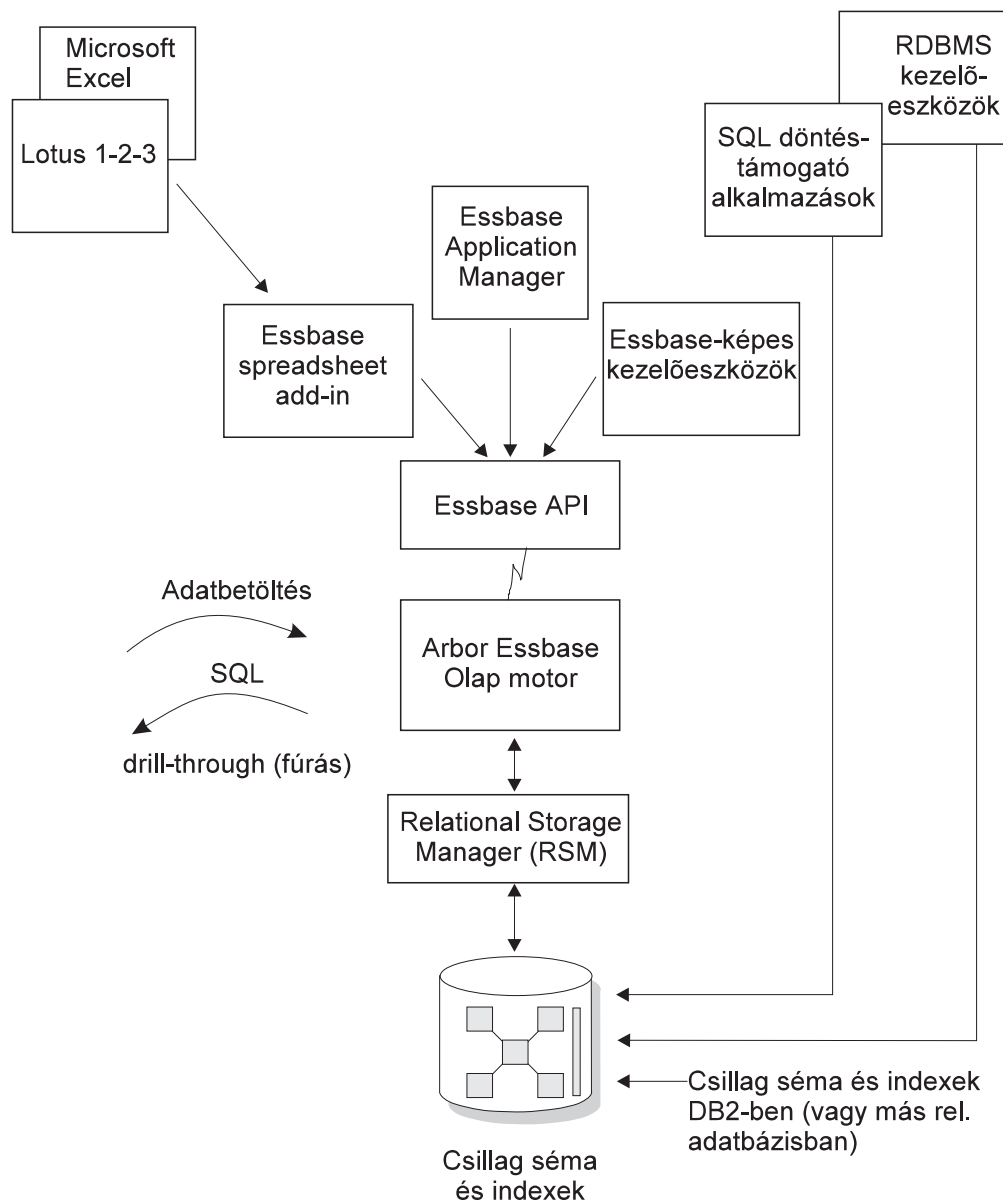 Microsoft
Excel
Lotus 1-2-3
RDBMS
kezelõ-
eszközök
SQL döntés-
támogató
alkalmazások
Essbase
Application
Manager
Essbase
spreadsheet
add-in
Essbase-képes
kezelõeszközök
Essbase API
Adatbetöltés
SQL
drill-through (fúrás)
Arbor Essbase
Olap motor
Relational Storage
Manager (RSM)
Csillag séma és indexek
DB2-ben (vagy más rel.
adatbázisban)
Csillag séma
és indexek